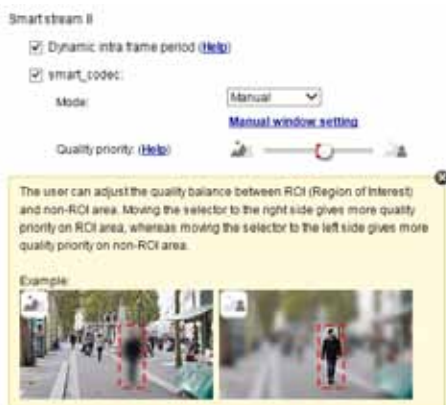 Smart stream II
Dynamic intra frame period (Help)
smart_codec:
Mode: Manual
Manual window setting
Quality priority: (Help)
The user can adjust the quality balance between ROI (Region of Interest)
and non-ROI area. Moving the selector to the right side gives more quality
priority on ROI area, whereas moving the selector to the left side gives more
quality priority on non-ROI area.
Example: